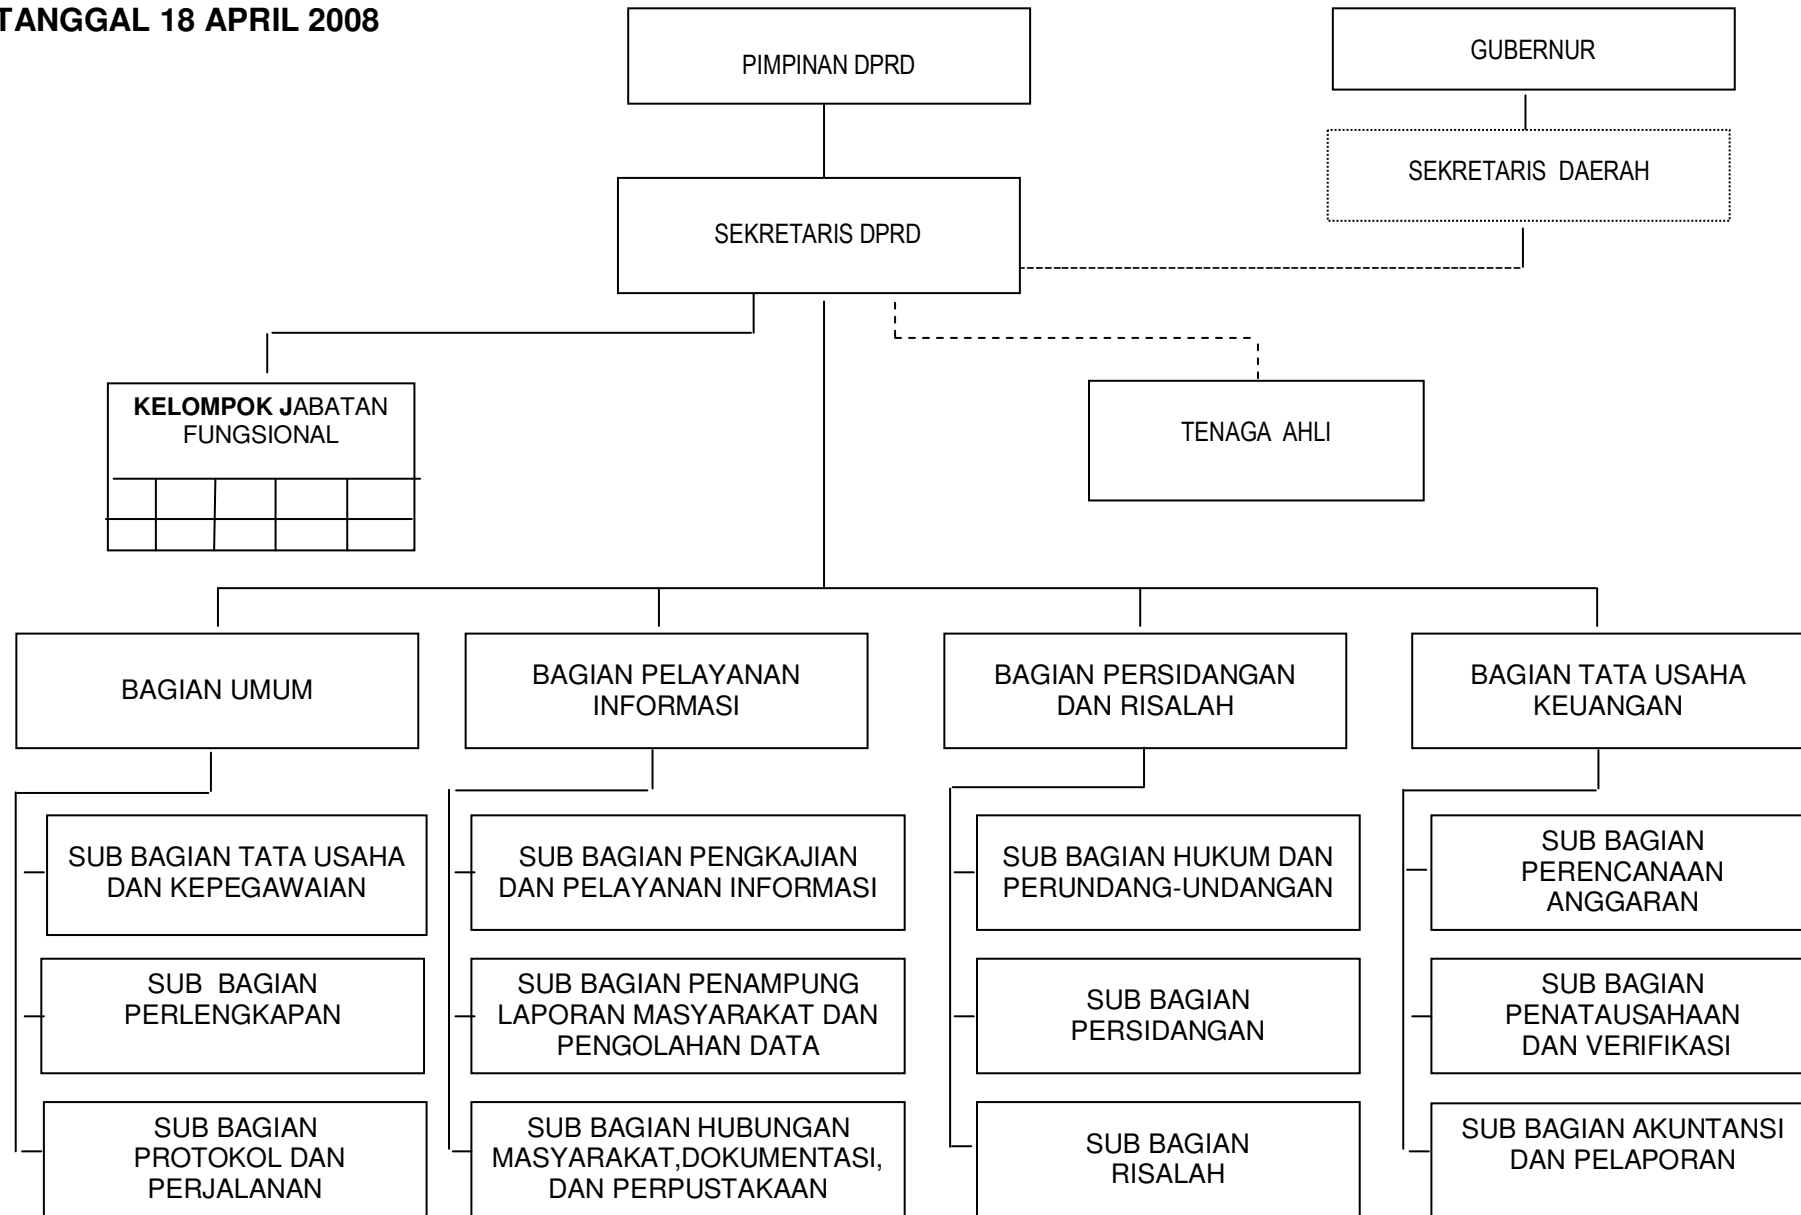 TANGGAL 18 APRIL 2008
PIMPINAN DPRD
GUBERNUR
SEKRETARIS DAERAH
SEKRETARIS DPRD
KELOMPOK JABATAN
FUNGSIONAL
TENAGA AHLI
BAGIAN UMUM
BAGIAN PELAYANAN
INFORMASI
BAGIAN PERSIDANGAN
DAN RISALAH
BAGIAN TATA USAHA
KEUANGAN
SUB BAGIAN TATA USAHA
DAN KEPEGAWAIAN
SUB BAGIAN PENGKAJIAN
DAN PELAYANAN INFORMASI
SUB BAGIAN HUKUM DAN
PERUNDANG-UNDANGAN
SUB BAGIAN
PERENCANAAN
ANGGARAN
SUB BAGIAN
PERLENGKAPAN
SUB BAGIAN PENAMPUNG
LAPORAN MASYARAKAT DAN
PENGOLAHAN DATA
SUB BAGIAN
PERSIDANGAN
SUB BAGIAN
PENATAUSAHAAN
DAN VERIFIKASI
SUB BAGIAN
PROTOKOL DAN
PERJALANAN
SUB BAGIAN HUBUNGAN
MASYARAKAT,DOKUMENTASI,
DAN PERPUSTAKAAN
SUB BAGIAN
RISALAH
SUB BAGIAN AKUNTANSI
DAN PELAPORAN